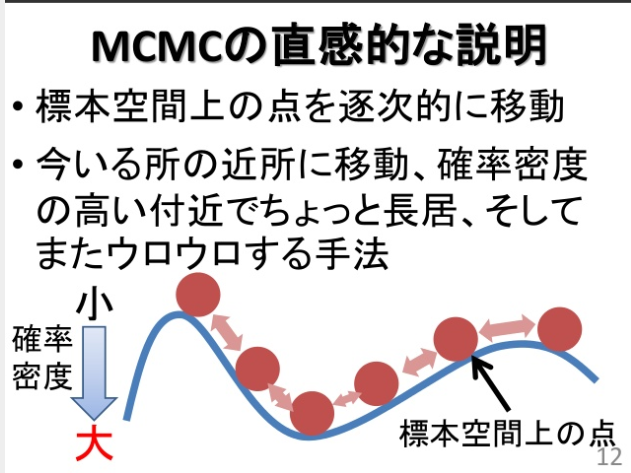 MCMCの直感的な説明
• 標本空間上の点を逐次的に移動
• 今いる所の近所に移動、確率密度
の高い付近でちょっと長居、そして
またウロウロする手法
小
確率
密度
大
標本空間上の点
12